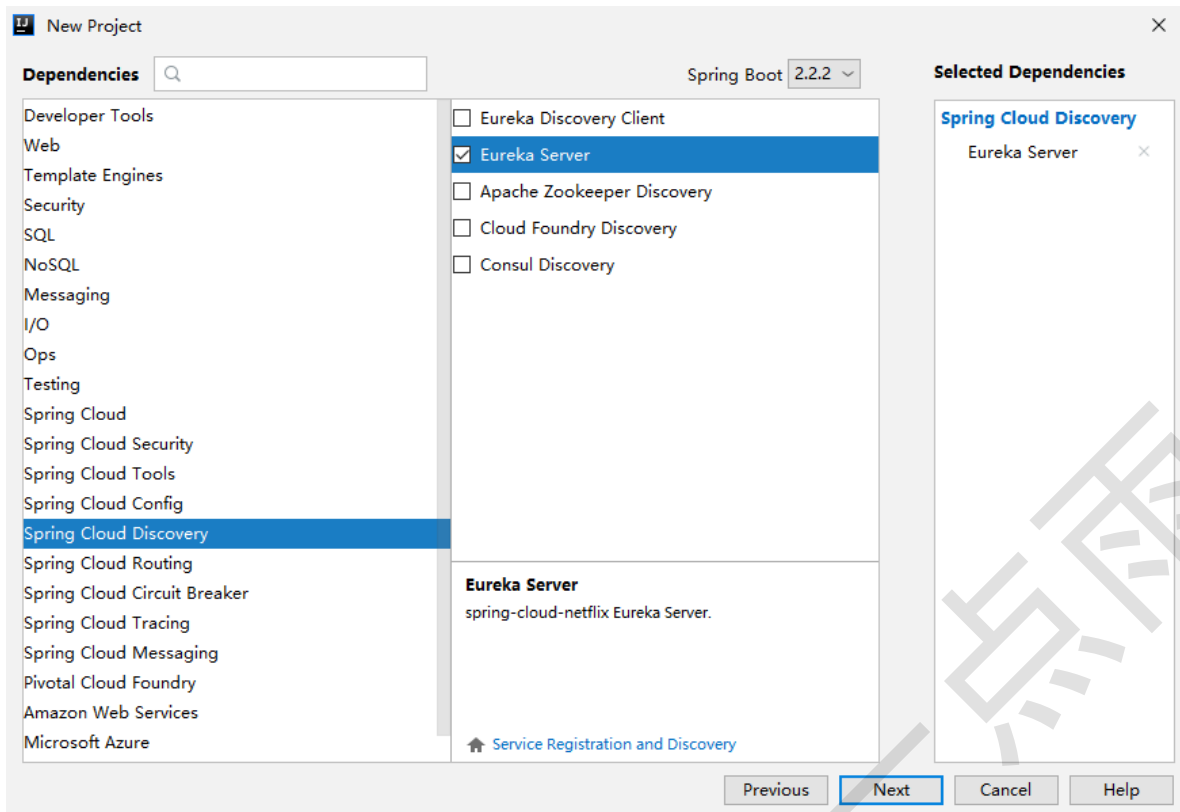 New Project
Dependencies
Spring Boot 2.2.2
Selected Dependencies
Developer Tools
Web
Template Engines
Security
SQL
NoSQL
Messaging
I/O
Ops
Testing
Spring Cloud
Spring Cloud Security
Spring Cloud Tools
Spring Cloud Config
Spring Cloud Discovery
Spring Cloud Routing
Spring Cloud Circuit Breaker
Spring Cloud Tracing
Spring Cloud Messaging
Pivotal Cloud Foundry
Amazon Web Services
Microsoft Azure
Eureka Discovery Client
Eureka Server
Apache Zookeeper Discovery
Cloud Foundry Discovery
Consul Discovery
Eureka Server
spring-cloud-netflix Eureka Server.
Service Registration and Discovery
Spring Cloud Discovery
Eureka Server
Previous
Next
Cancel
Help
点雨